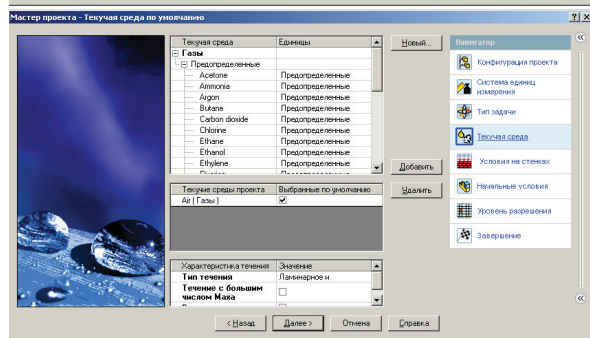 Мастер проекта - Текучая среда по умолчанию
Текучая среда Единицы
Газы
Предопределенные
Acetone Предопределенные
Ammonia Предопределенные
Argon Предопределенные
Butane Предопределенные
Carbon dioxide Предопределенные
Chlorine Предопределенные
Ethane Предопределенные
Ethanol Предопределенные
Ethylene Предопределенные
Новый...
Добавить
Текучие среды проекта Выбранные по умолчанию
Air ( Газы )
Удалить
Характеристика течения Значение
Тип течения Ламинарное и
Течение с большим
числом Маха
< Назад Далее > Отмена Справка
Навигатор
Конфигурация проекта
Система единиц
измерения
Тип задачи
Текучая среда
Условия на стенках
Начальные условия
Уровень разрешения
Завершение